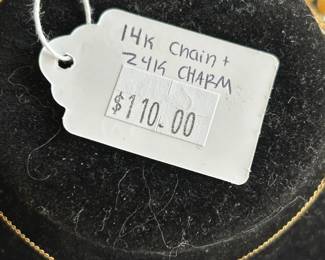 14K Chain +
24K CHARM
$110.00